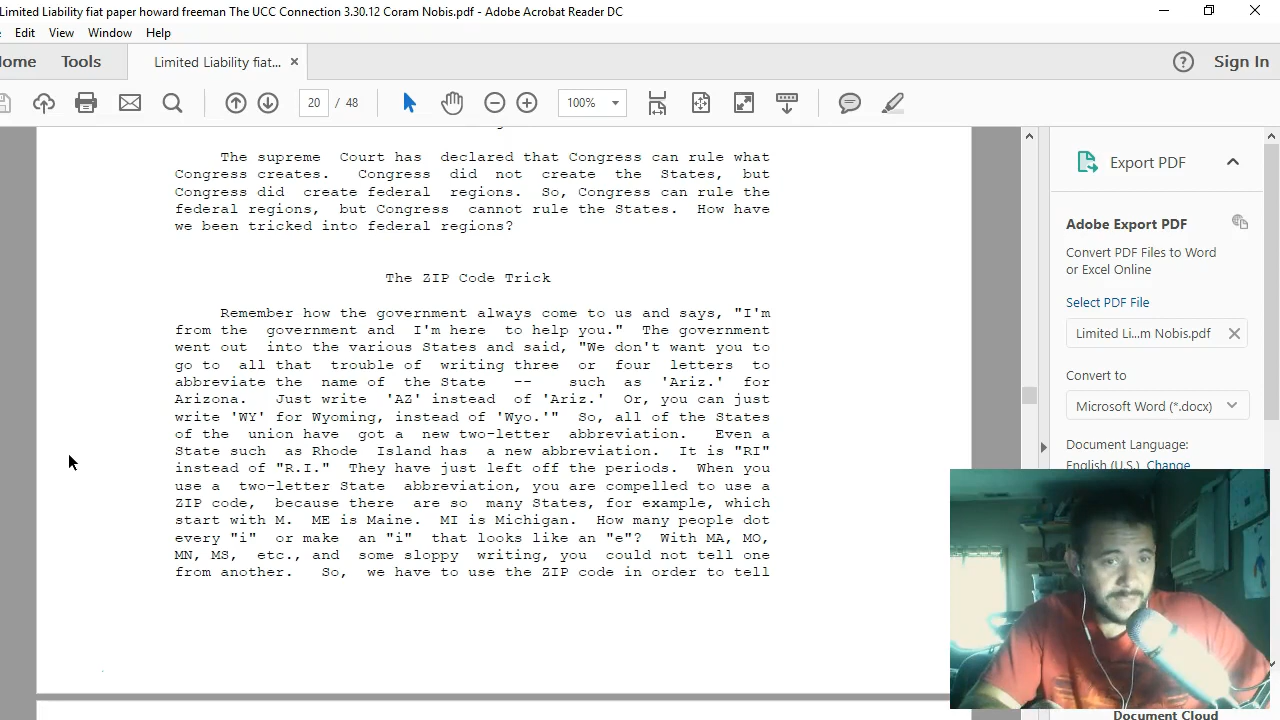 Limited Liability fiat paper howard freeman The UCC Connection 3.30.12 Coram Nobis.pdf - Adobe Acrobat Reader DC
Edit View Window Help
Home Tools Limited Liability fiat... × Sign In
20 / 48 100%
The supreme Court has declared that Congress can rule what
Congress creates. Congress did not create the States, but
Congress did create federal regions. So, Congress can rule the
federal regions, but Congress cannot rule the States. How have
we been tricked into federal regions?
The ZIP Code Trick
Remember how the government always come to us and says, "I'm
from the government and I'm here to help you." The government
went out into the various States and said, "We don't want you to
go to all that trouble of writing three or four letters to
abbreviate the name of the State -- such as 'Ariz.' for
Arizona. Just write 'AZ' instead of 'Ariz.' Or, you can just
write 'WY' for Wyoming, instead of 'Wyo.'" So, all of the States
of the union have got a new two-letter abbreviation. Even a
State such as Rhode Island has a new abbreviation. It is "RI"
instead of "R.I." They have just left off the periods. When you
use a two-letter State abbreviation, you are compelled to use a
ZIP code, because there are so many States, for example, which
start with M. ME is Maine. MI is Michigan. How many people dot
every "i" or make an "i" that looks like an "e"? With MA, MO,
MN, MS, etc., and some sloppy writing, you could not tell one
from another. So, we have to use the ZIP code in order to tell
Export PDF
Adobe Export PDF
Convert PDF Files to Word
or Excel Online
Select PDF File
Limited Li...m Nobis.pdf ×
Convert to
Microsoft Word (*.docx)
Document Language:
English (U.S.) Change
Document Cloud